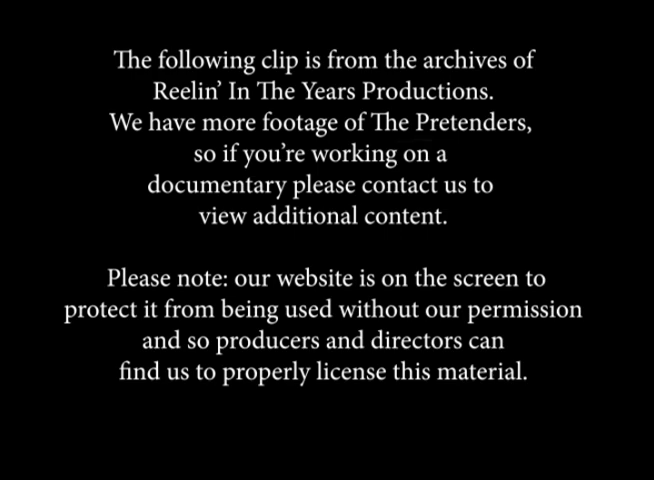 The following clip is from the archives of
Reelin’ In The Years Productions.
We have more footage of The Pretenders,
so if you’re working on a
documentary please contact us to
view additional content.
Please note: our website is on the screen to
protect it from being used without our permission
and so producers and directors can
find us to properly license this material.